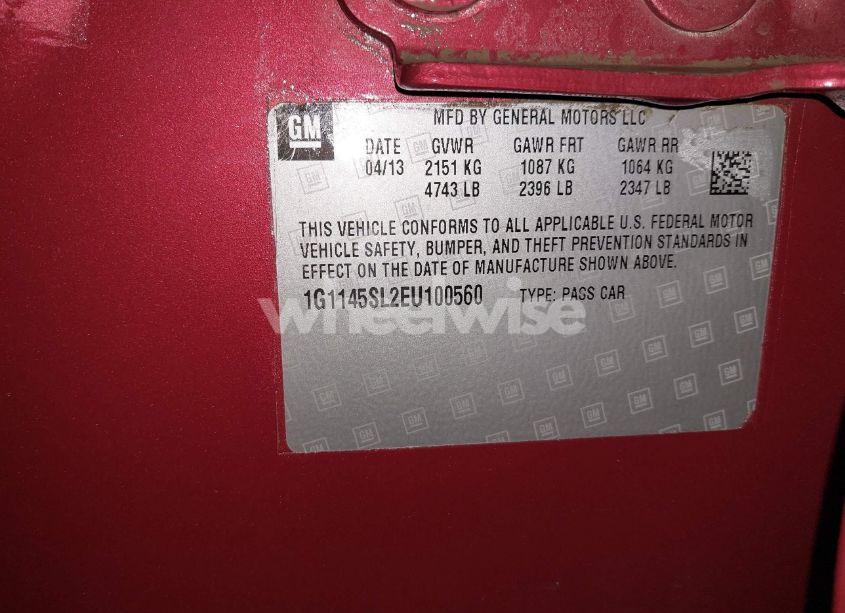 GM
MFD BY GENERAL MOTORS LLC
DATE GVWR GAWR FRT GAWR RR
04/13 2151 KG 1087 KG 1064 KG
4743 LB 2396 LB 2347 LB
THIS VEHICLE CONFORMS TO ALL APPLICABLE U.S. FEDERAL MOTOR
VEHICLE SAFETY, BUMPER, AND THEFT PREVENTION STANDARDS IN
EFFECT ON THE DATE OF MANUFACTURE SHOWN ABOVE.
1G1145SL2EU100560 TYPE: PASS CAR
wheelwise